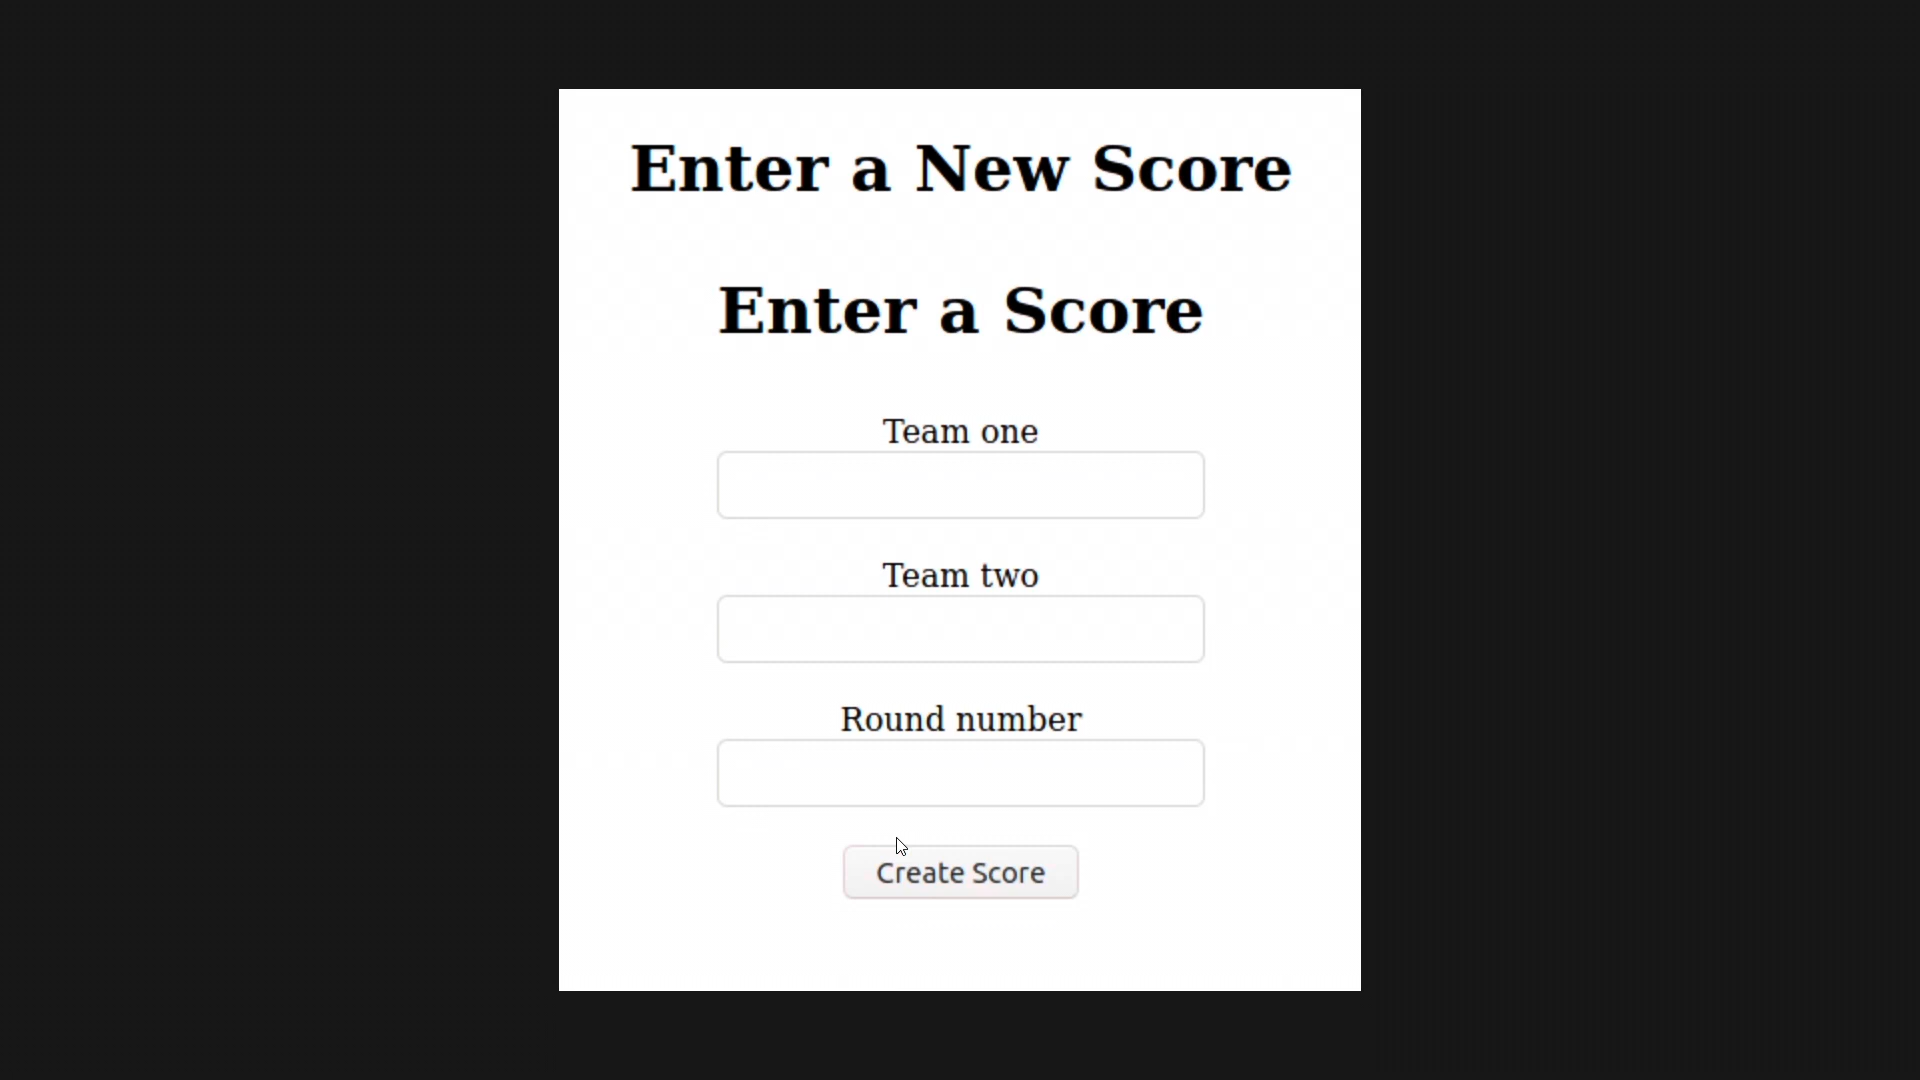 Enter a New Score
Enter a Score
Team one
Team two
Round number
Create Score